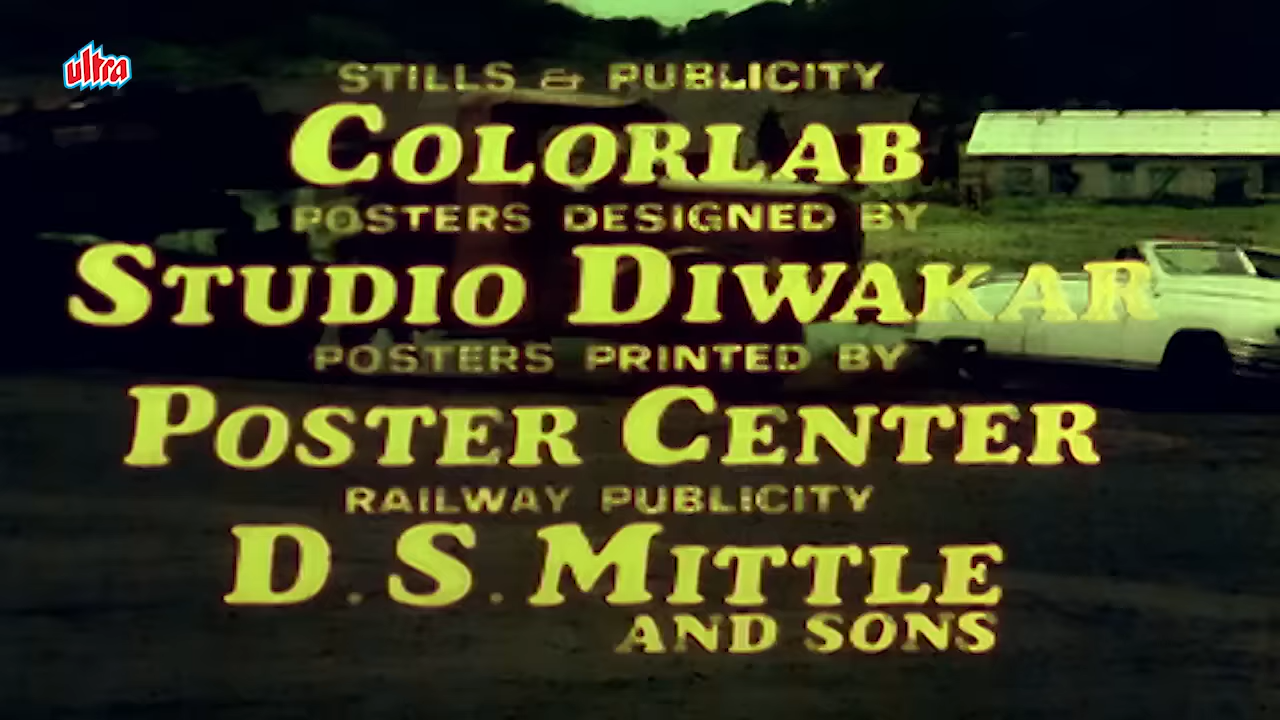 ultra
STILLS & PUBLICITY
COLORLAB
POSTERS DESIGNED BY
STUDIO DIWAKAR
POSTERS PRINTED BY
POSTER CENTER
RAILWAY PUBLICITY
D.S. MITTLE
AND SONS